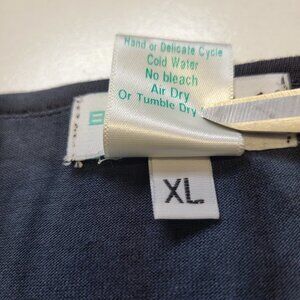 Hand or Delicate Cycle
Cold Water
No bleach
Air Dry
Or Tumble Dry
XL